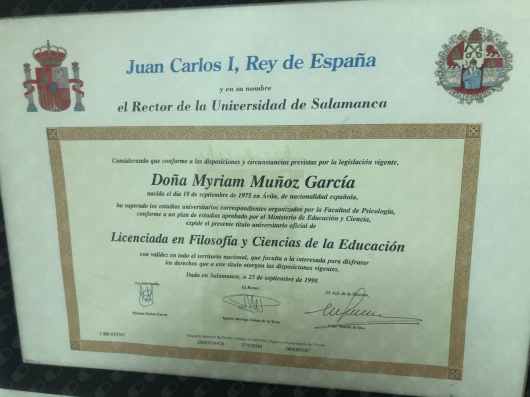 Juan Carlos I, Rey de España
y en su nombre
el Rector de la Universidad de Salamanca
Considerando que conforme a las disposiciones y circunstancias previstas por la legislación vigente,
Doña Myriam Muñoz García
nacida el día 19 de septiembre de 1975 en Ávila, de nacionalidad española,
ha superado los estudios universitarios correspondientes organizados por la Facultad de Psicología,
conforme a un plan de estudios aprobado por el Ministerio de Educación y Ciencia,
expide el presente título universitario oficial de
Licenciada en Filosofía y Ciencias de la Educación
con validez en todo el territorio nacional, que faculta a la interesada para disfrutar
los derechos que a este título otorgan las disposiciones vigentes.
Dado en Salamanca, a 25 de septiembre de 1998
La interesada,
El Rector,
El Jefe de la Sección,
Myriam Muñoz García